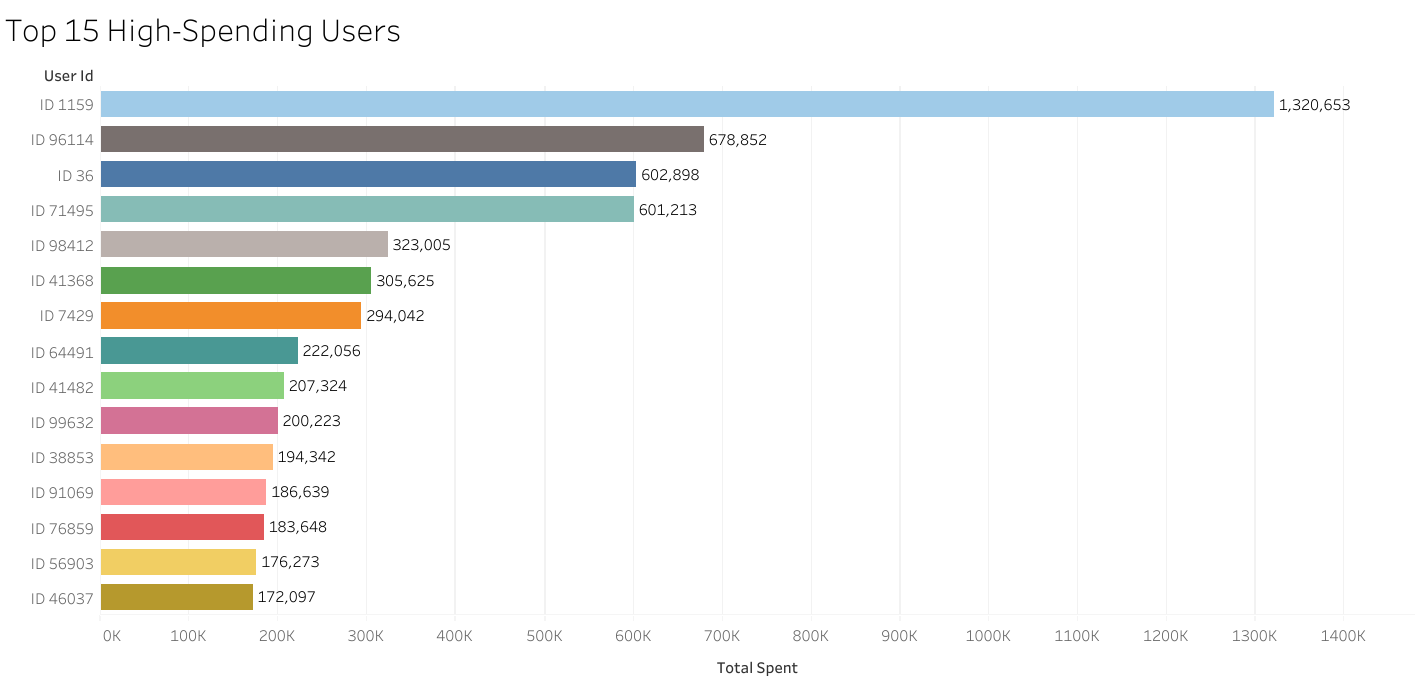 Top 15 High-Spending Users
User Id
ID 1159 1,320,653
ID 96114 678,852
ID 36 602,898
ID 71495 601,213
ID 98412 323,005
ID 41368 305,625
ID 7429 294,042
ID 64491 222,056
ID 41482 207,324
ID 99632 200,223
ID 38853 194,342
ID 91069 186,639
ID 76859 183,648
ID 56903 176,273
ID 46037 172,097
0K 100K 200K 300K 400K 500K 600K 700K 800K 900K 1000K 1100K 1200K 1300K 1400K
Total Spent